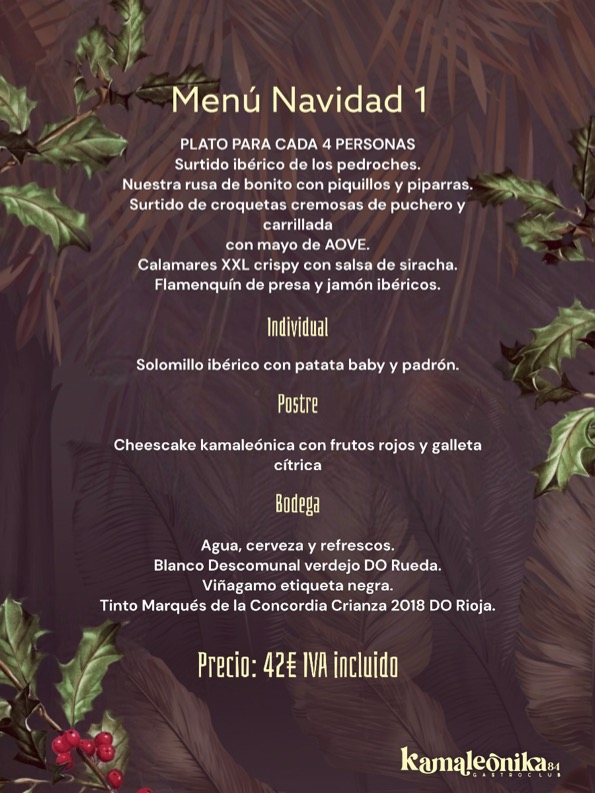 Menú Navidad 1
PLATO PARA CADA 4 PERSONAS
Surtido ibérico de los pedroches.
Nuestra rusa de bonito con piquillos y piparras.
Surtido de croquetas cremosas de puchero y
carrillada
con mayo de AOVE.
Calamares XXL crispy con salsa de siracha.
Flamenquín de presa y jamón ibéricos.
Individual
Solomillo ibérico con patata baby y padrón.
Postre
Cheescake kamaleónica con frutos rojos y galleta
cítrica
Bodega
Agua, cerveza y refrescos.
Blanco Descomunal verdejo DO Rueda.
Viñagamo etiqueta negra.
Tinto Marqués de la Concordia Crianza 2018 DO Rioja.
Precio: 42€ IVA incluido
kamaleònika84
GASTROCLUB